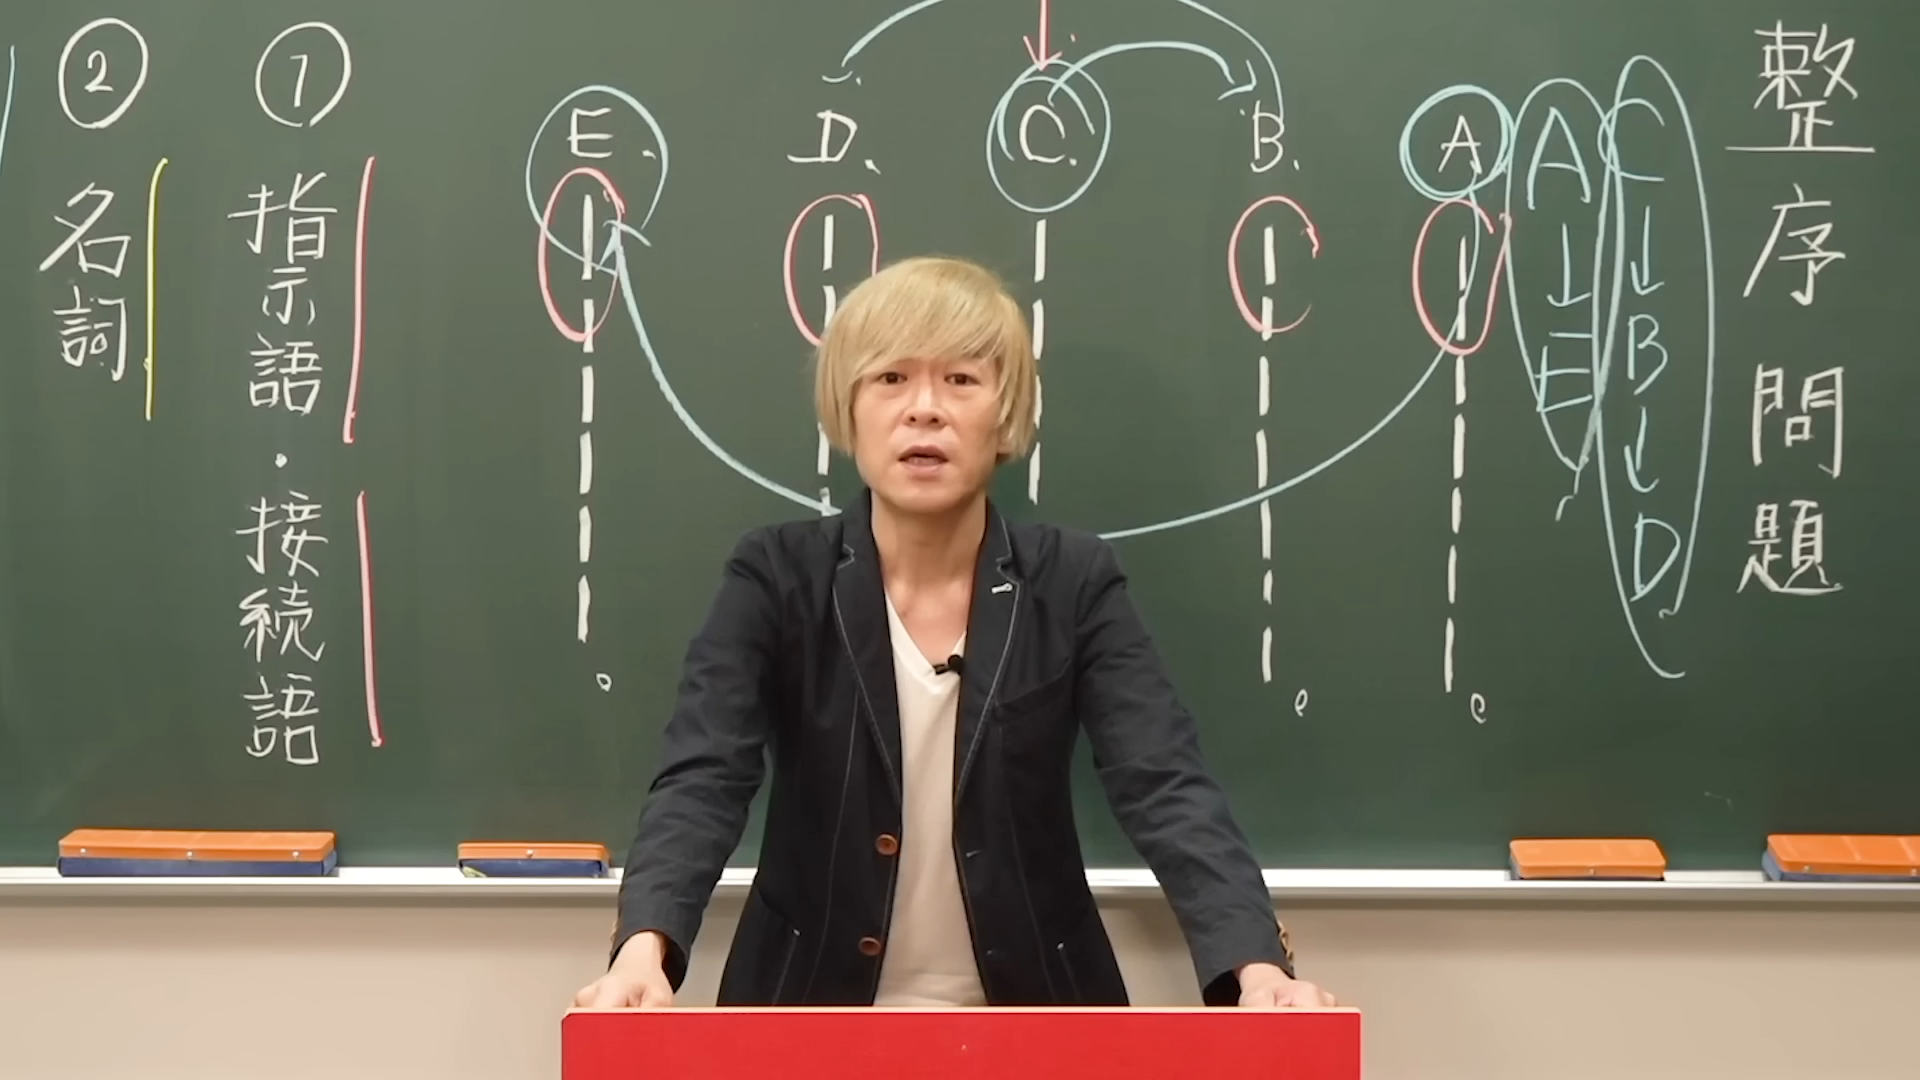 整序問題
C→B→D
A→E
A
B.
C.
D.
E.
① 指示語・接続語
② 名詞